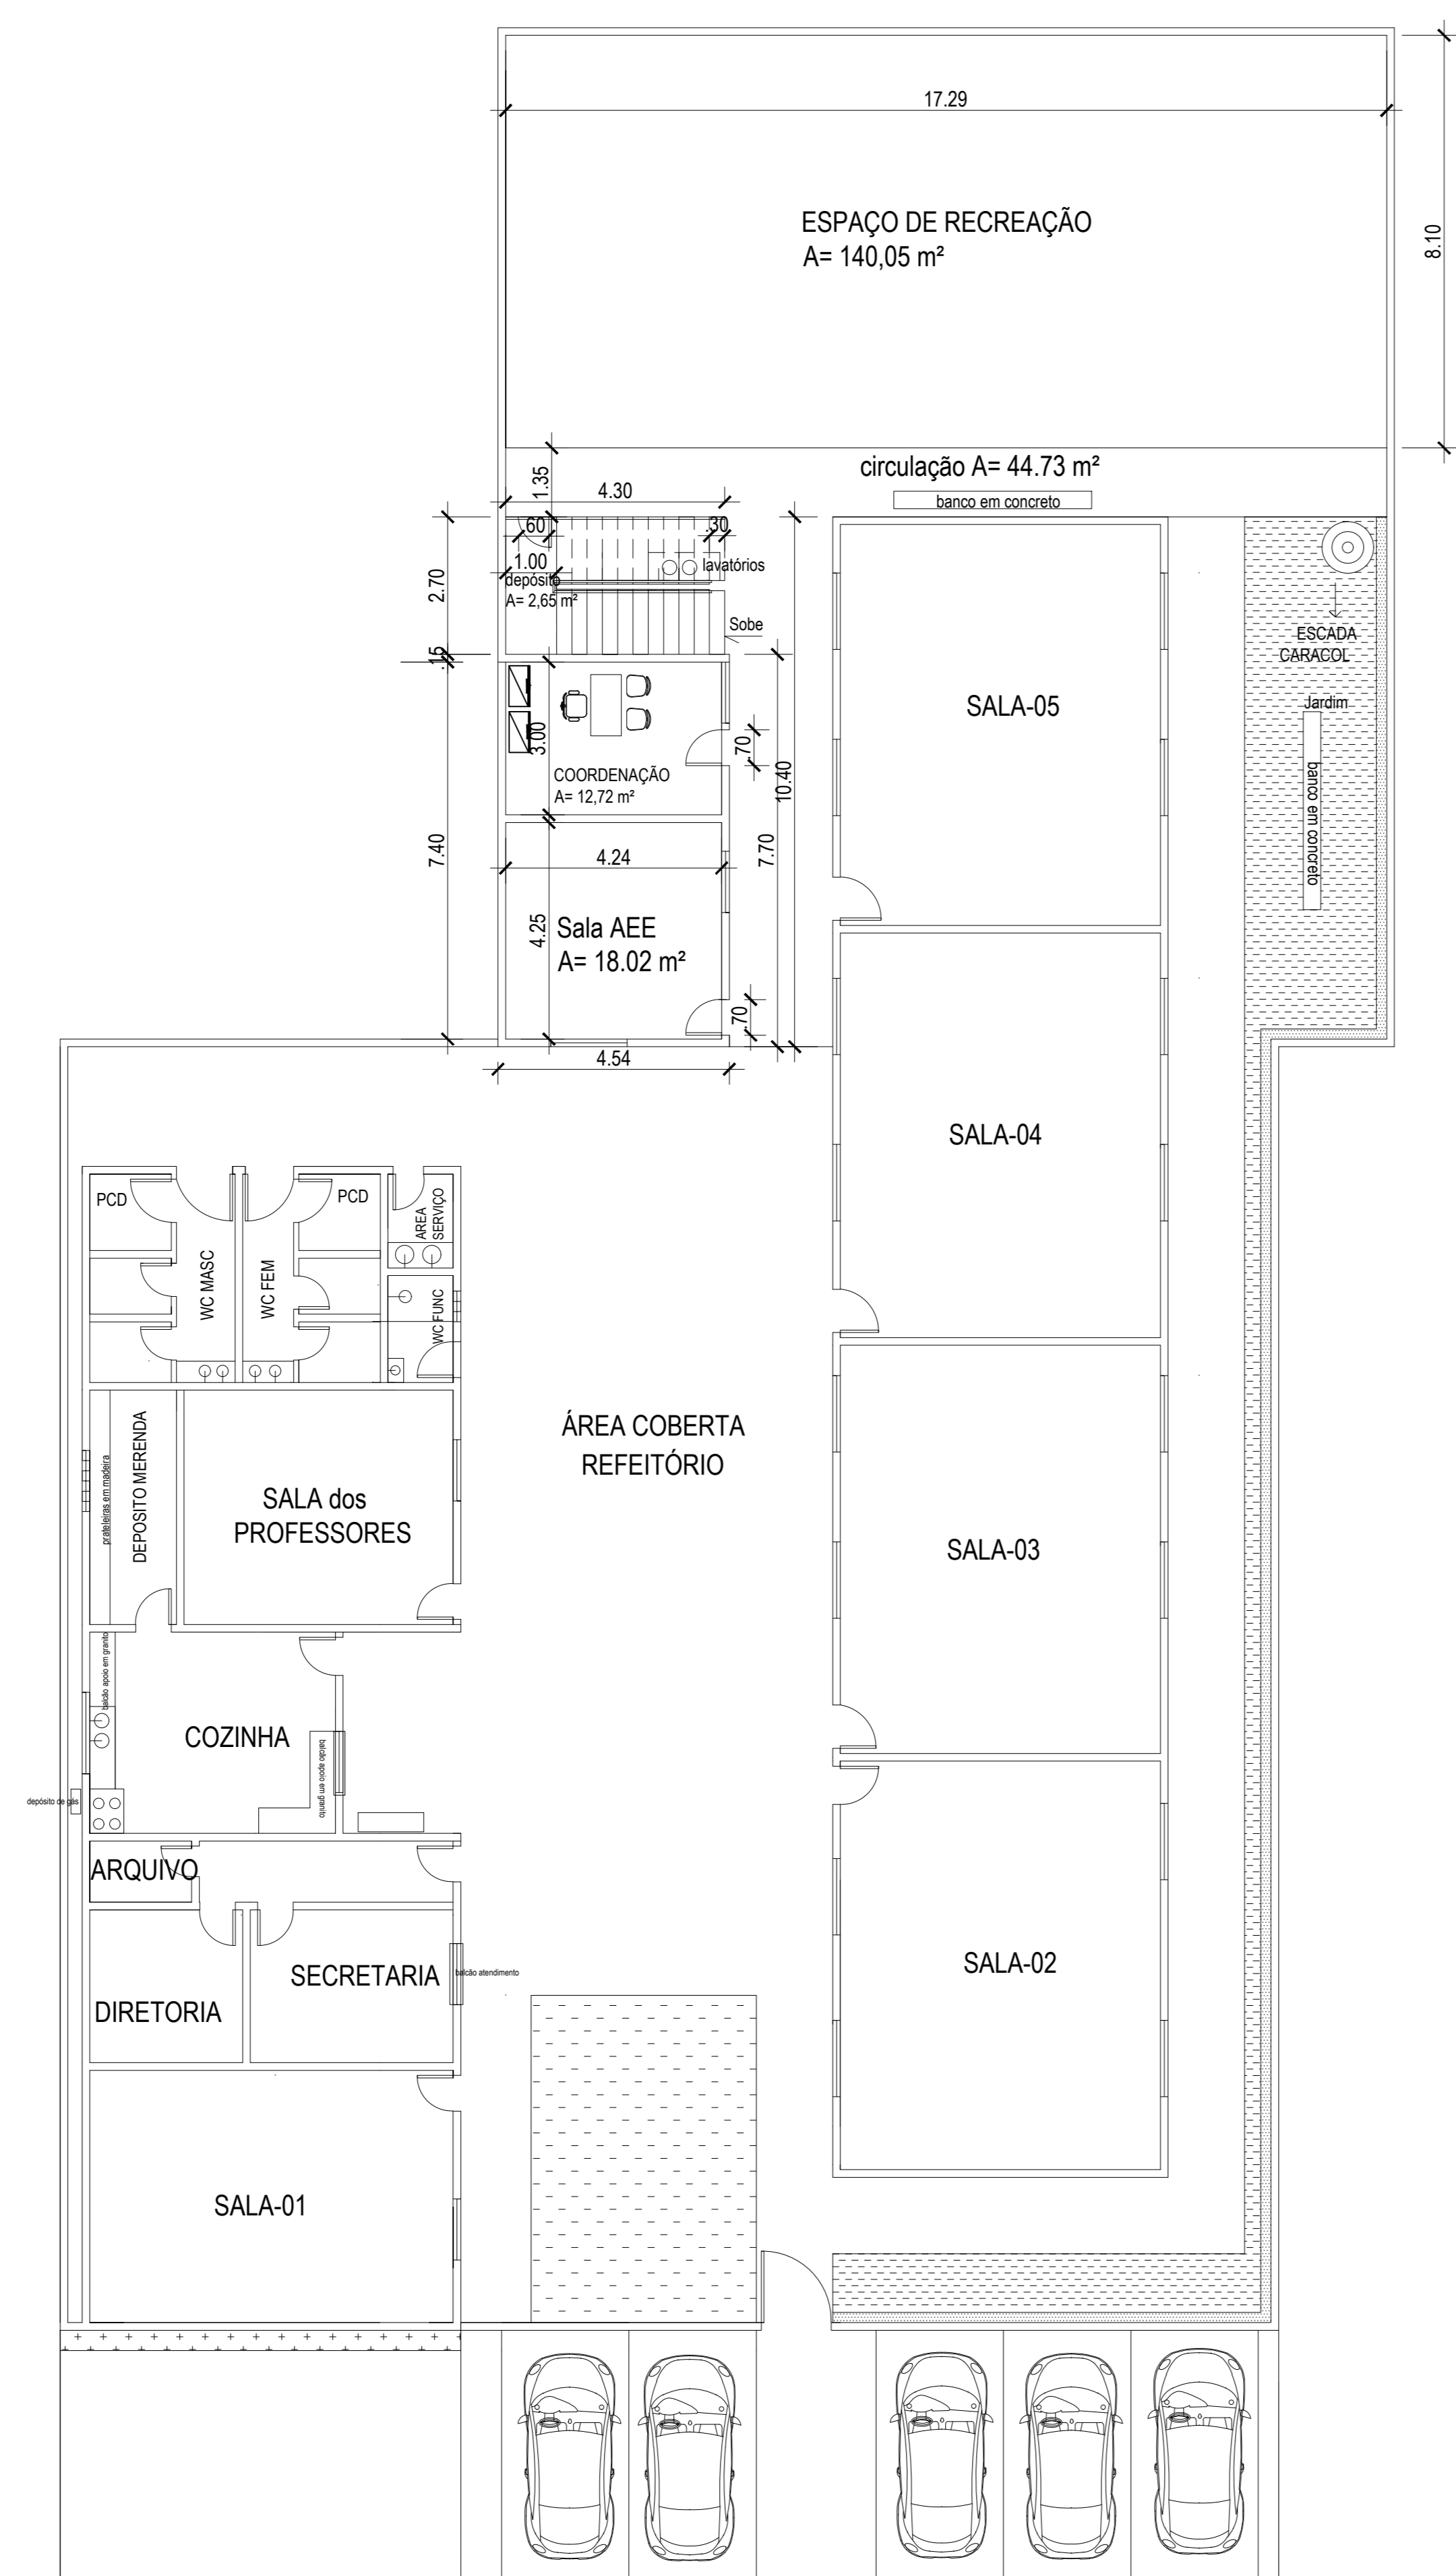 17.29
8.10
ESPAÇO DE RECREAÇÃO
A= 140,05 m²
circulação A= 44.73 m²
banco em concreto
1.35
4.30
.60
.30
1.00
lavatórios
depósito
A= 2,65 m²
2.70
Sobe
.15
ESCADA
CARACOL
Jardim
banco em concreto
SALA-05
3.00
.70
COORDENAÇÃO
A= 12,72 m²
10.40
7.40
7.70
4.24
4.25
Sala AEE
A= 18.02 m²
.70
4.54
SALA-04
PCD
PCD
AREA
SERVIÇO
WC MASC
WC FEM
WC FUNC
ÁREA COBERTA
REFEITÓRIO
DEPOSITO MERENDA
prateleiras em madeira
SALA dos
PROFESSORES
SALA-03
balcão apoio em granito
COZINHA
balcão apoio em granito
depósito de gás
ARQUIVO
SECRETARIA
balcão atendimento
DIRETORIA
SALA-02
SALA-01